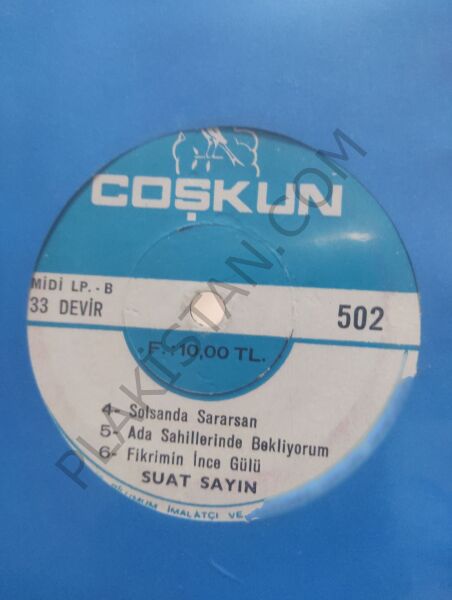 COŞKUN
MİDİ LP. - B
33 DEVİR
502
F.: 10,00 TL.
4- Solsanda Sararsan
5- Ada Sahillerinde Bekliyorum
6- Fikrimin İnce Gülü
SUAT SAYIN
İMALATÇI VE
PLAKISTAN.COM